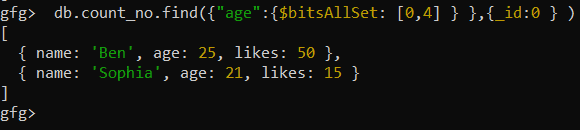 gfg> db.count_no.find({"age":{$bitsAllSet: [0,4] } },{_id:0 } )
[
  { name: 'Ben', age: 25, likes: 50 },
  { name: 'Sophia', age: 21, likes: 15 }
]
gfg>